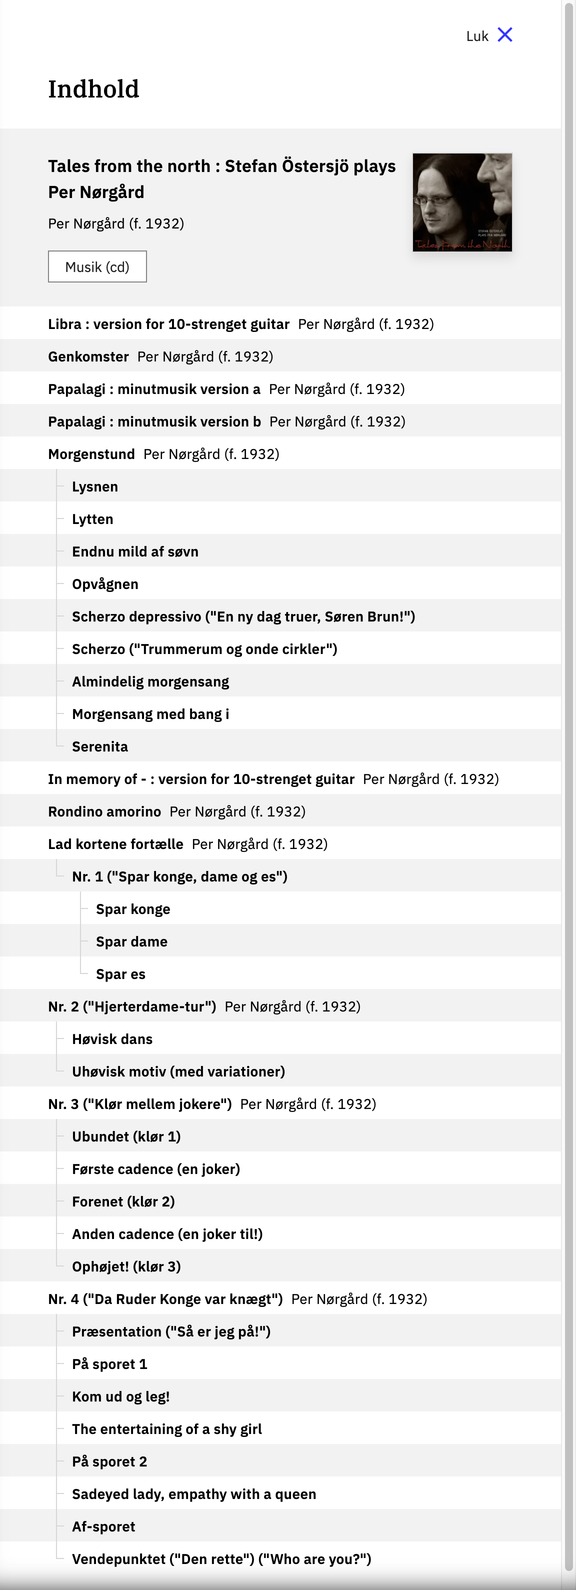 Luk
Indhold
Tales from the north : Stefan Östersjö plays
Per Nørgård
Per Nørgård (f. 1932)
Musik (cd)
STEFAN ÖSTERSJÖ
PLAYS PER NØRGÅRD
Tales from the North
Libra : version for 10-strenget guitar Per Nørgård (f. 1932)
Genkomster Per Nørgård (f. 1932)
Papalagi : minutmusik version a Per Nørgård (f. 1932)
Papalagi : minutmusik version b Per Nørgård (f. 1932)
Morgenstund Per Nørgård (f. 1932)
Lysnen
Lytten
Endnu mild af søvn
Opvågnen
Scherzo depressivo ("En ny dag truer, Søren Brun!")
Scherzo ("Trummerum og onde cirkler")
Almindelig morgensang
Morgensang med bang i
Serenita
In memory of - : version for 10-strenget guitar Per Nørgård (f. 1932)
Rondino amorino Per Nørgård (f. 1932)
Lad kortene fortælle Per Nørgård (f. 1932)
Nr. 1 ("Spar konge, dame og es")
Spar konge
Spar dame
Spar es
Nr. 2 ("Hjerterdame-tur") Per Nørgård (f. 1932)
Høvisk dans
Uhøvisk motiv (med variationer)
Nr. 3 ("Klør mellem jokere") Per Nørgård (f. 1932)
Ubundet (klør 1)
Første cadence (en joker)
Forenet (klør 2)
Anden cadence (en joker til!)
Ophøjet! (klør 3)
Nr. 4 ("Da Ruder Konge var knægt") Per Nørgård (f. 1932)
Præsentation ("Så er jeg på!")
På sporet 1
Kom ud og leg!
The entertaining of a shy girl
På sporet 2
Sadeyed lady, empathy with a queen
Af-sporet
Vendepunktet ("Den rette") ("Who are you?")